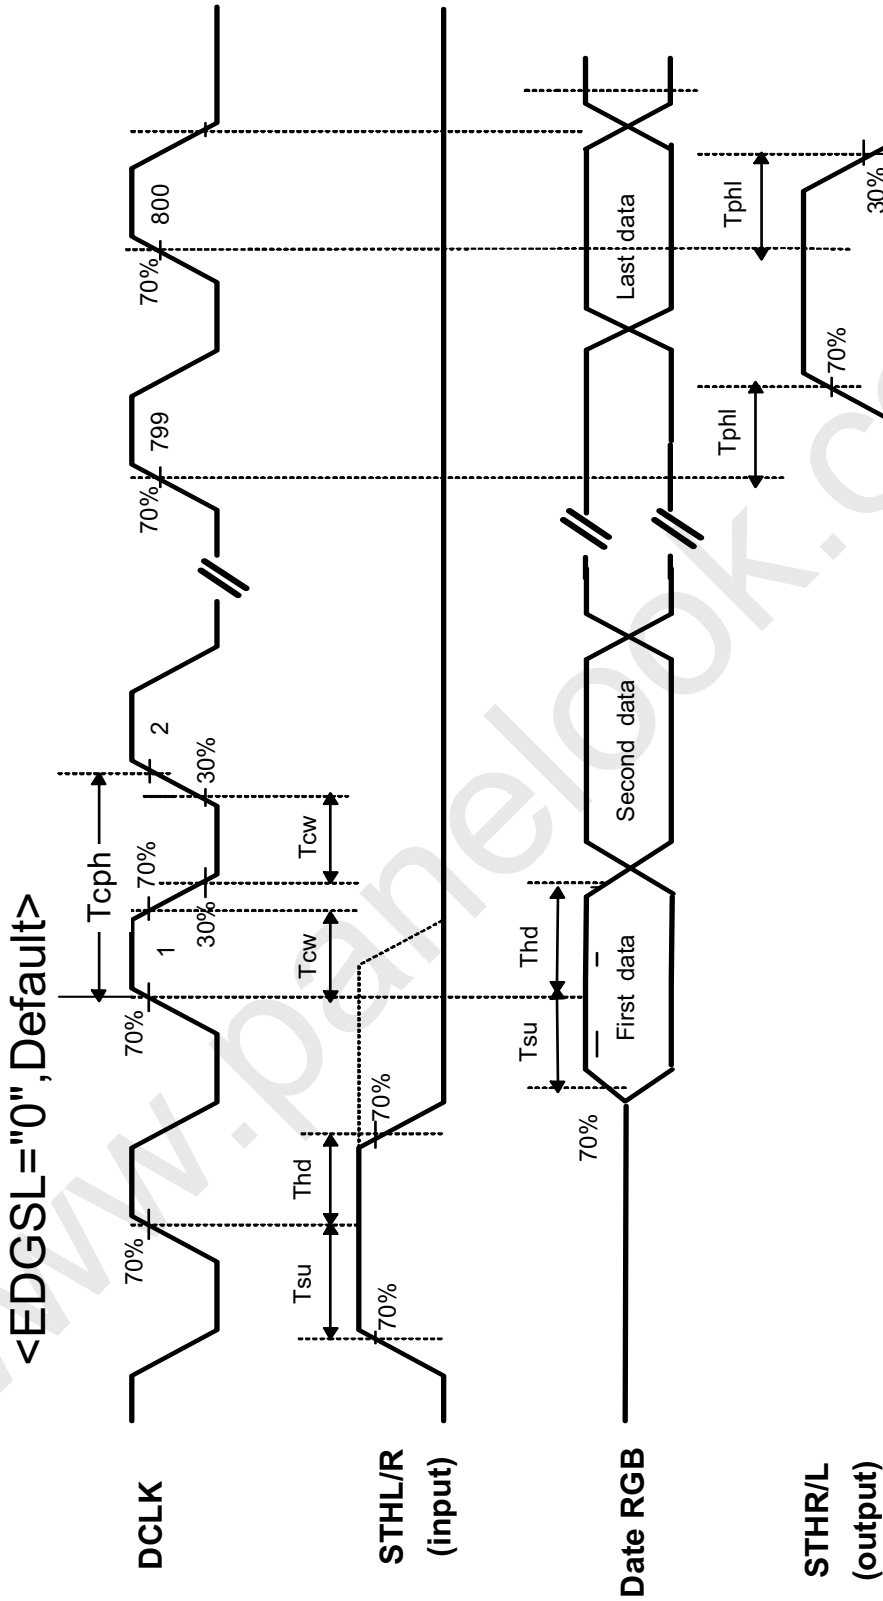 <EDGSL="0",Default>
Tcph
DCLK
70%
70%
1
70%
30%
30%
2
70%
799
70%
800
Tcw
Tcw
STHL/R
(input)
Tsu
Thd
70%
70%
Date RGB
70%
Tsu
Thd
First data
Second data
Last data
STHR/L
(output)
Tphl
Tphl
70%
30%
www.panelook.c